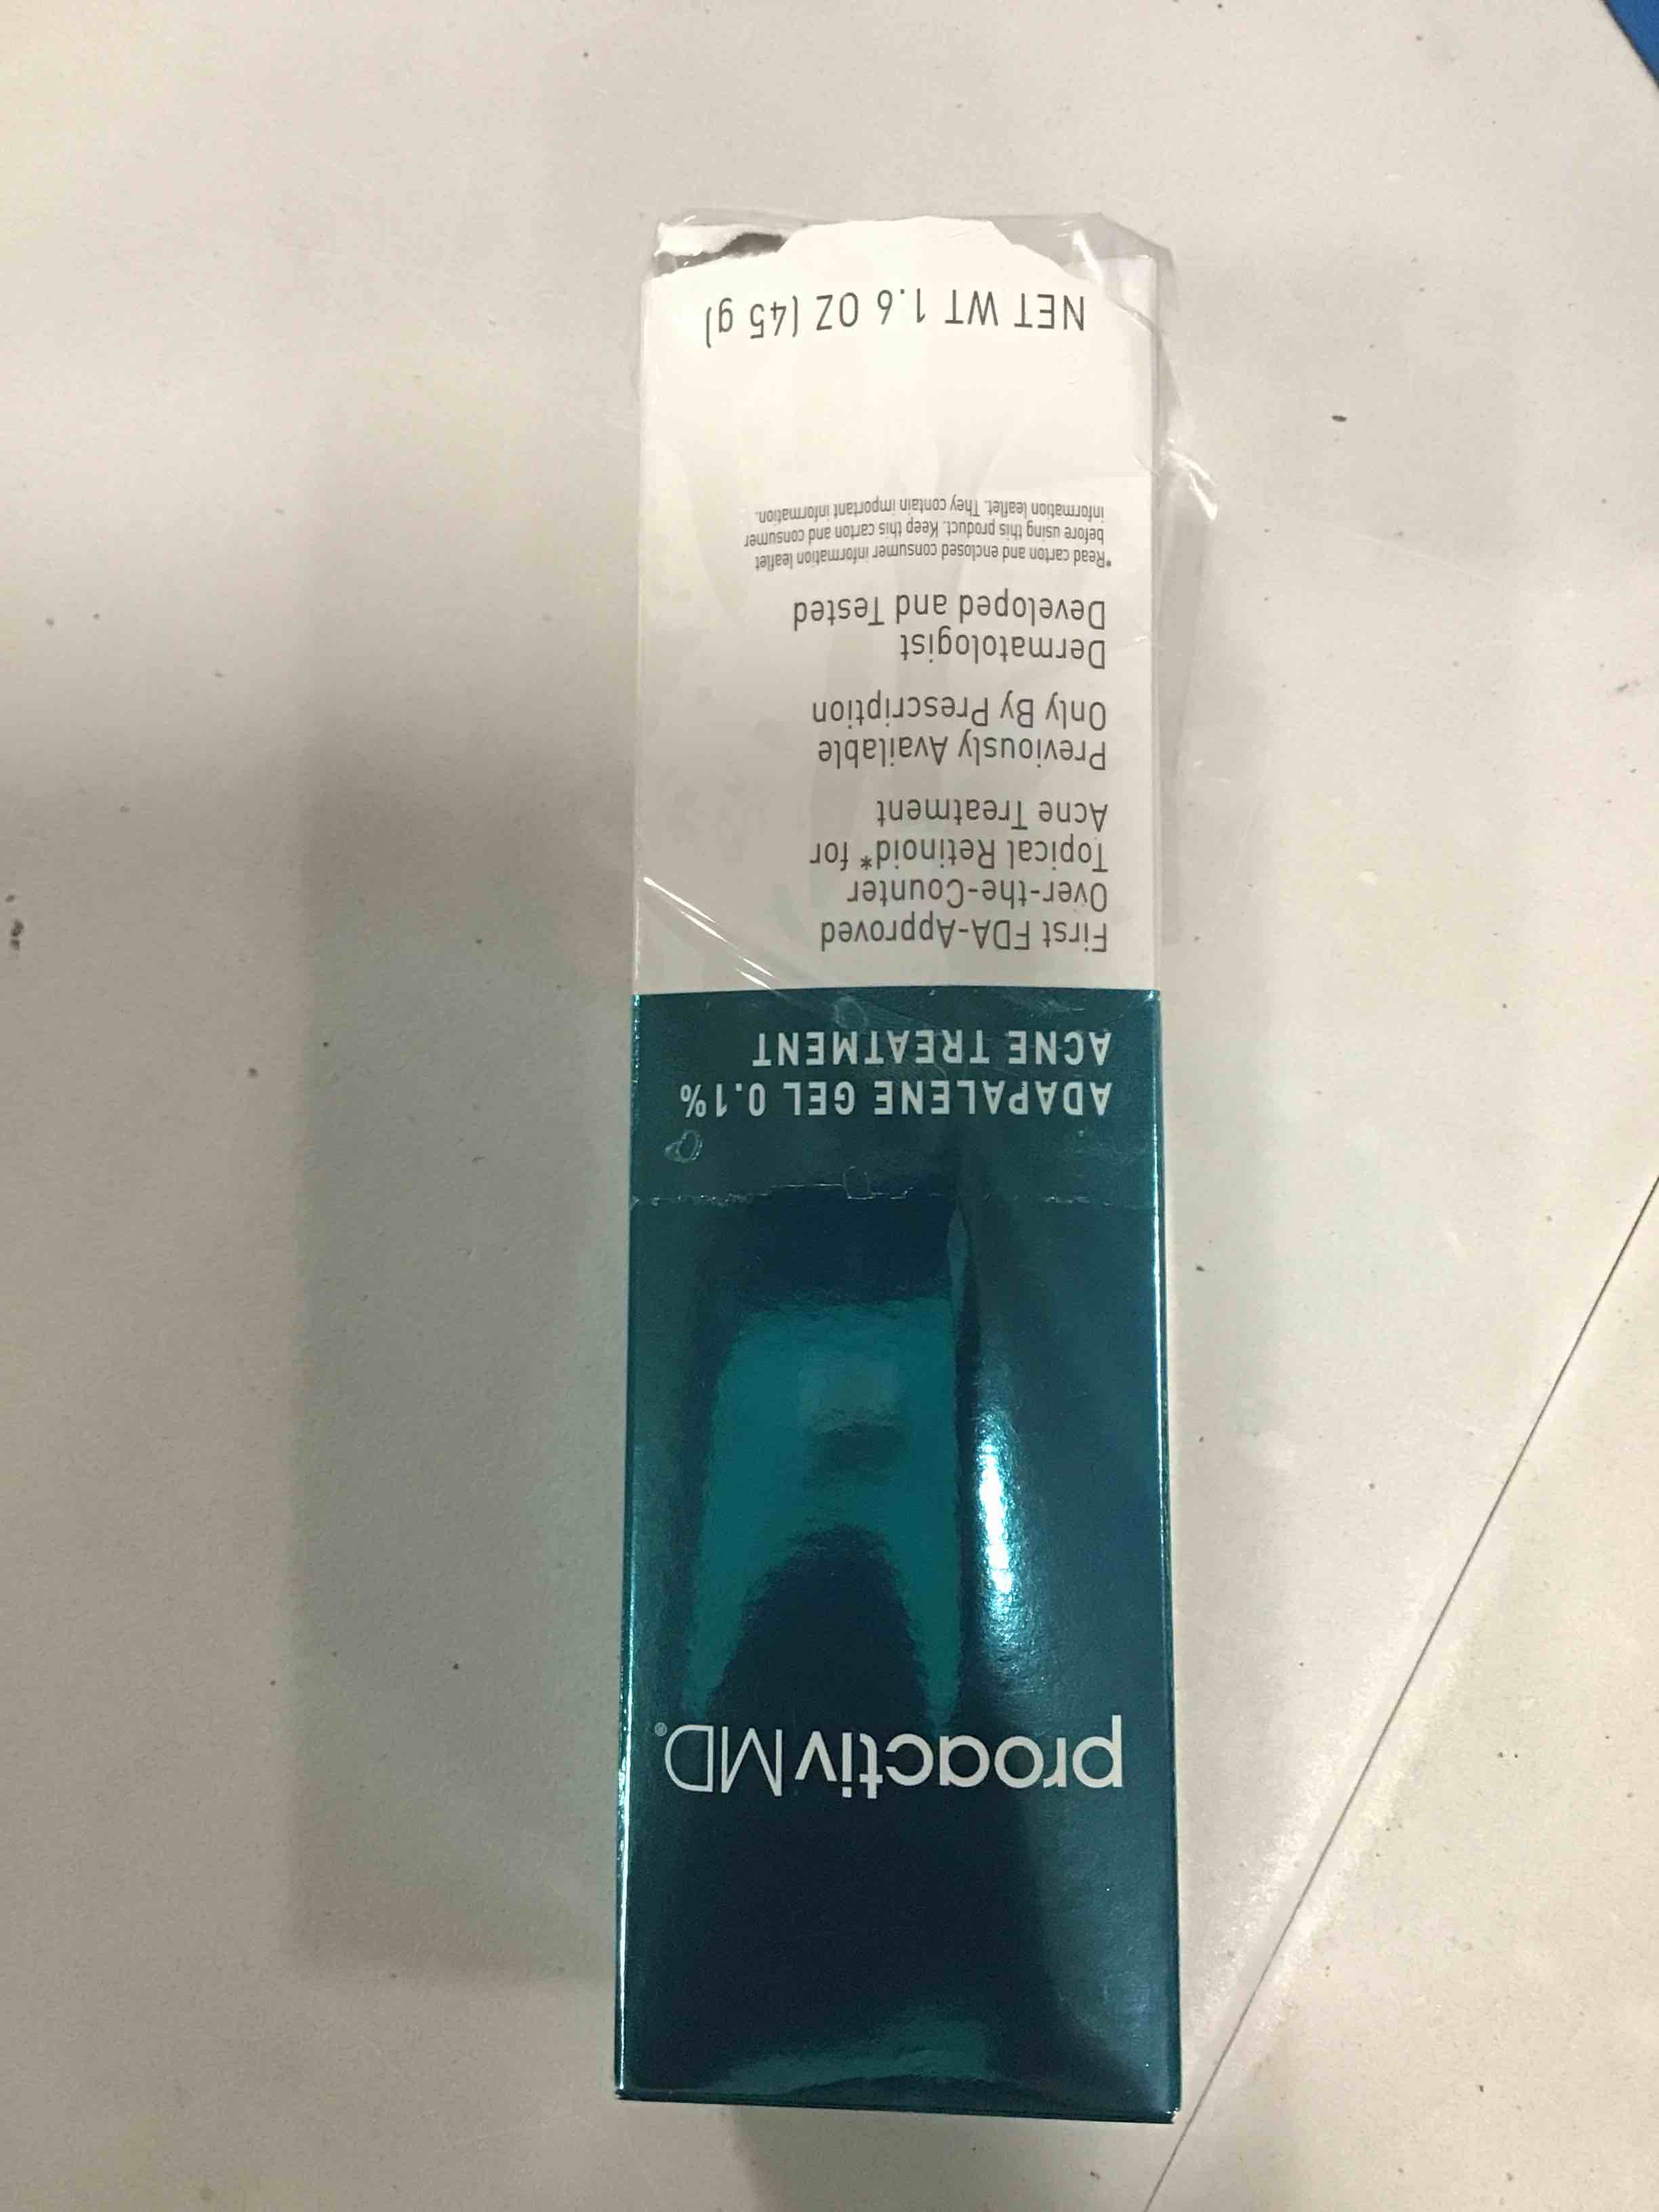 proactivMD®
ADAPALENE GEL 0.1%
ACNE TREATMENT
First FDA-Approved
Over-the-Counter
Topical Retinoid* for
Acne Treatment
Previously Available
Only By Prescription
Dermatologist
Developed and Tested
*Read carton and enclosed consumer information leaflet
before using this product. Keep this carton and consumer
information leaflet. They contain important information.
NET WT 1.6 OZ (45 g)